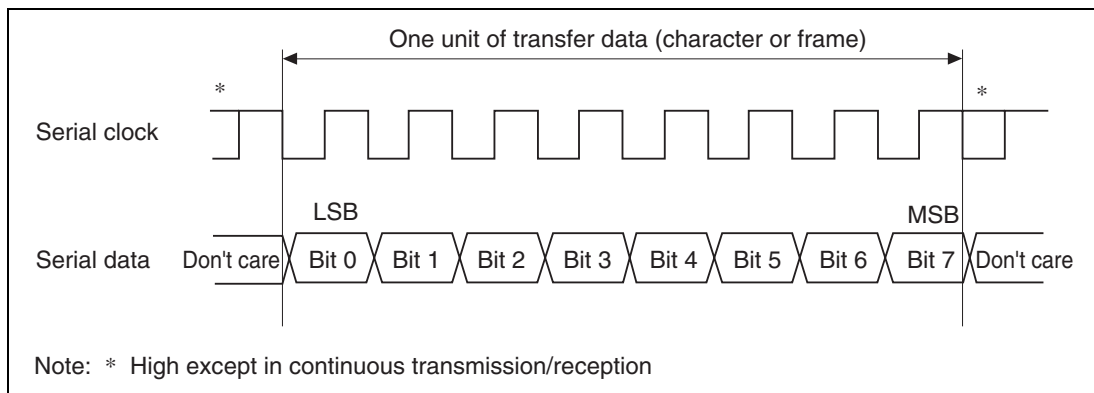 One unit of transfer data (character or frame)
* *
Serial clock
LSB MSB
Serial data Don't care Bit 0 Bit 1 Bit 2 Bit 3 Bit 4 Bit 5 Bit 6 Bit 7 Don't care
Note: * High except in continuous transmission/reception